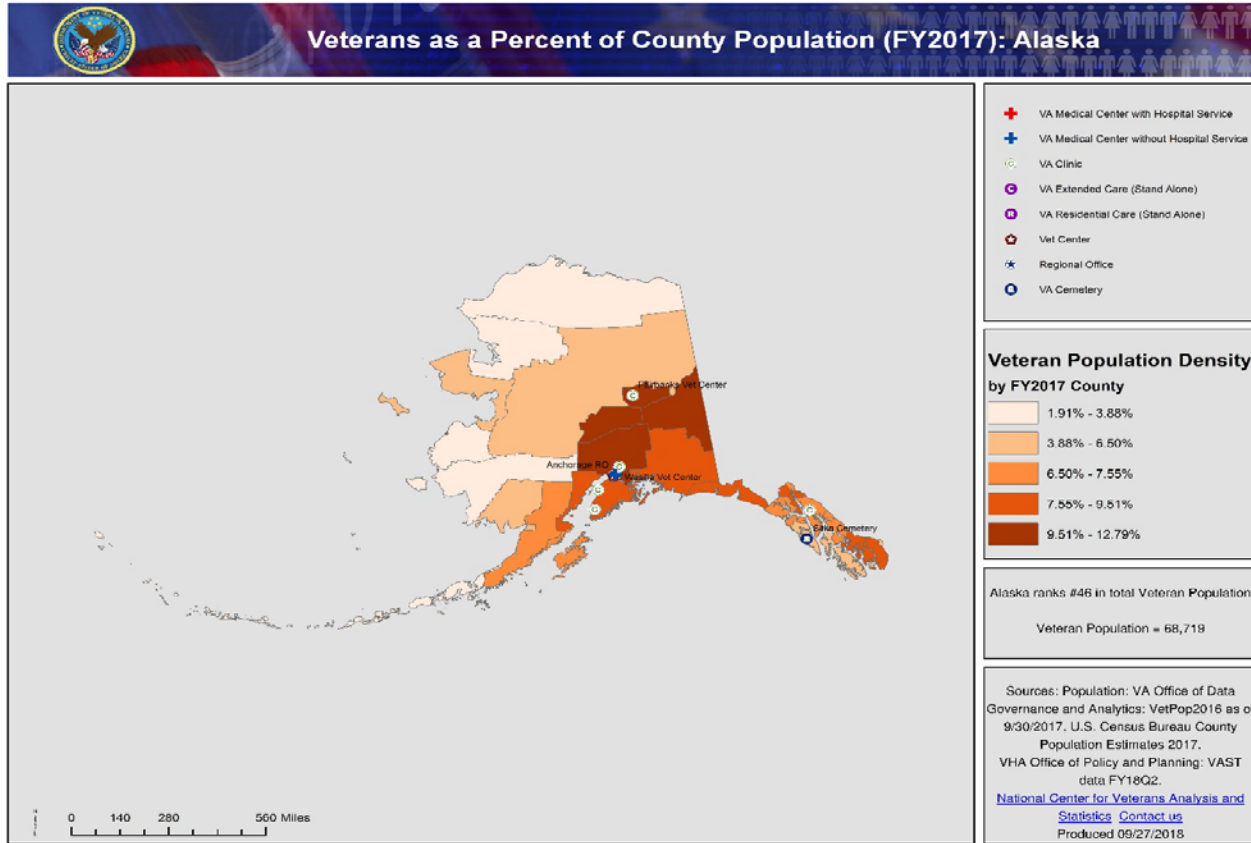 Veterans as a Percent of County Population (FY2017): Alaska
VA Medical Center with Hospital Service
VA Medical Center without Hospital Service
VA Clinic
VA Extended Care (Stand Alone)
VA Residential Care (Stand Alone)
Vet Center
Regional Office
VA Cemetery
Fairbanks Vet Center
Anchorage RO
Wasilla Vet Center
Sitka Cemetery
Veteran Population Density
by FY2017 County
1.91% - 3.88%
3.88% - 6.50%
6.50% - 7.55%
7.55% - 9.51%
9.51% - 12.79%
Alaska ranks #46 in total Veteran Population
Veteran Population = 68,719
Sources: Population: VA Office of Data
Governance and Analytics: VetPop2016 as o
9/30/2017. U.S. Census Bureau County
Population Estimates 2017.
VHA Office of Policy and Planning: VAST
data FY18Q2.
National Center for Veterans Analysis and
Statistics Contact us
Produced 09/27/2018
0 140 280 560 Miles